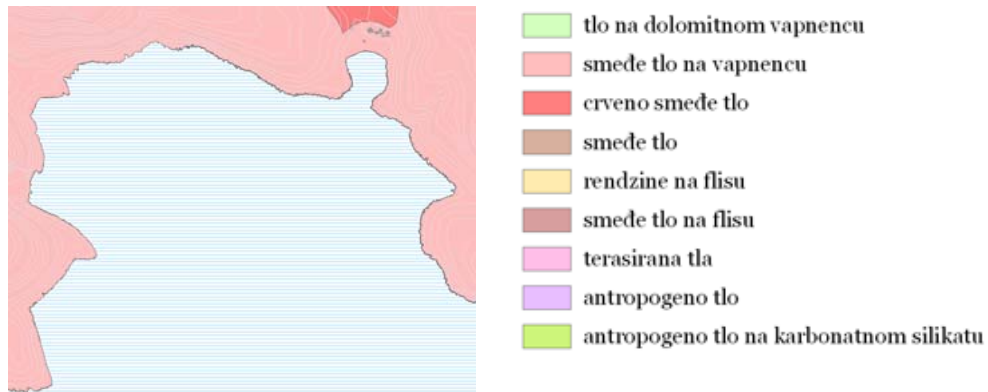 tlo na dolomitnom vapnencu
smeđe tlo na vapnencu
crveno smeđe tlo
smeđe tlo
rendzine na flisu
smeđe tlo na flisu
terasirana tla
antropogeno tlo
antropogeno tlo na karbonatnom silikatu